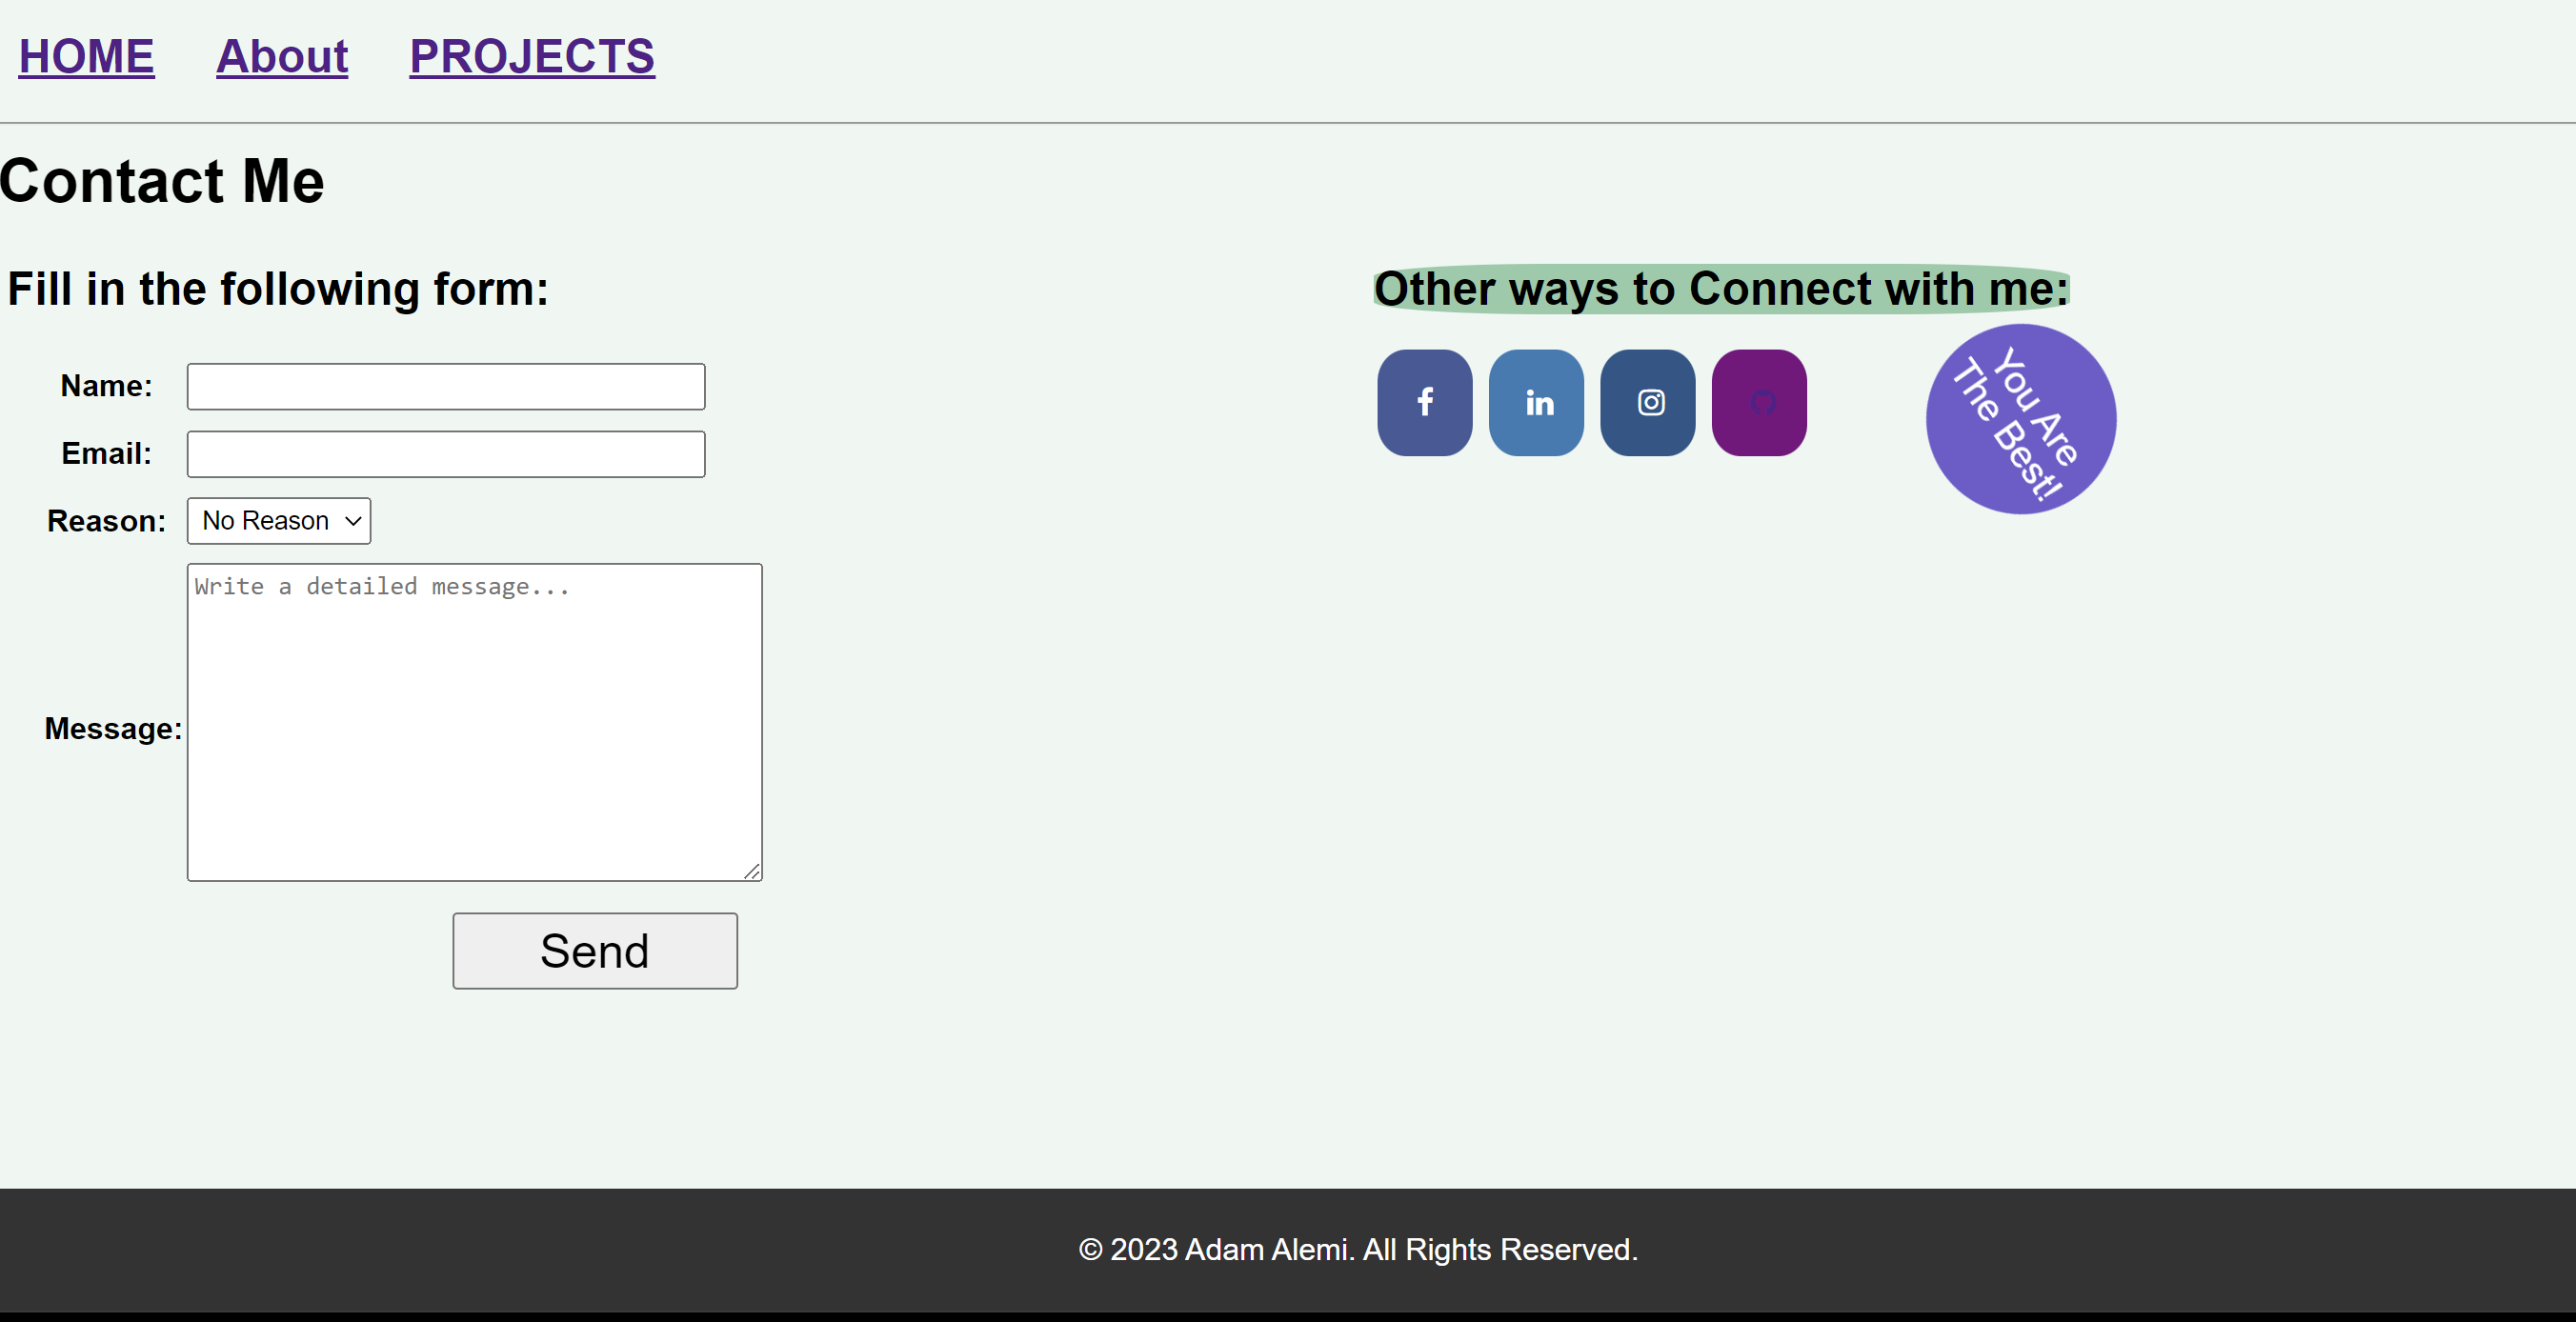 HOME About PROJECTS
Contact Me
Fill in the following form:
Name:
Email:
Reason: No Reason
Write a detailed message...
Message:
Send
Other ways to Connect with me:
f in
You Are
The Best!
© 2023 Adam Alemi. All Rights Reserved.